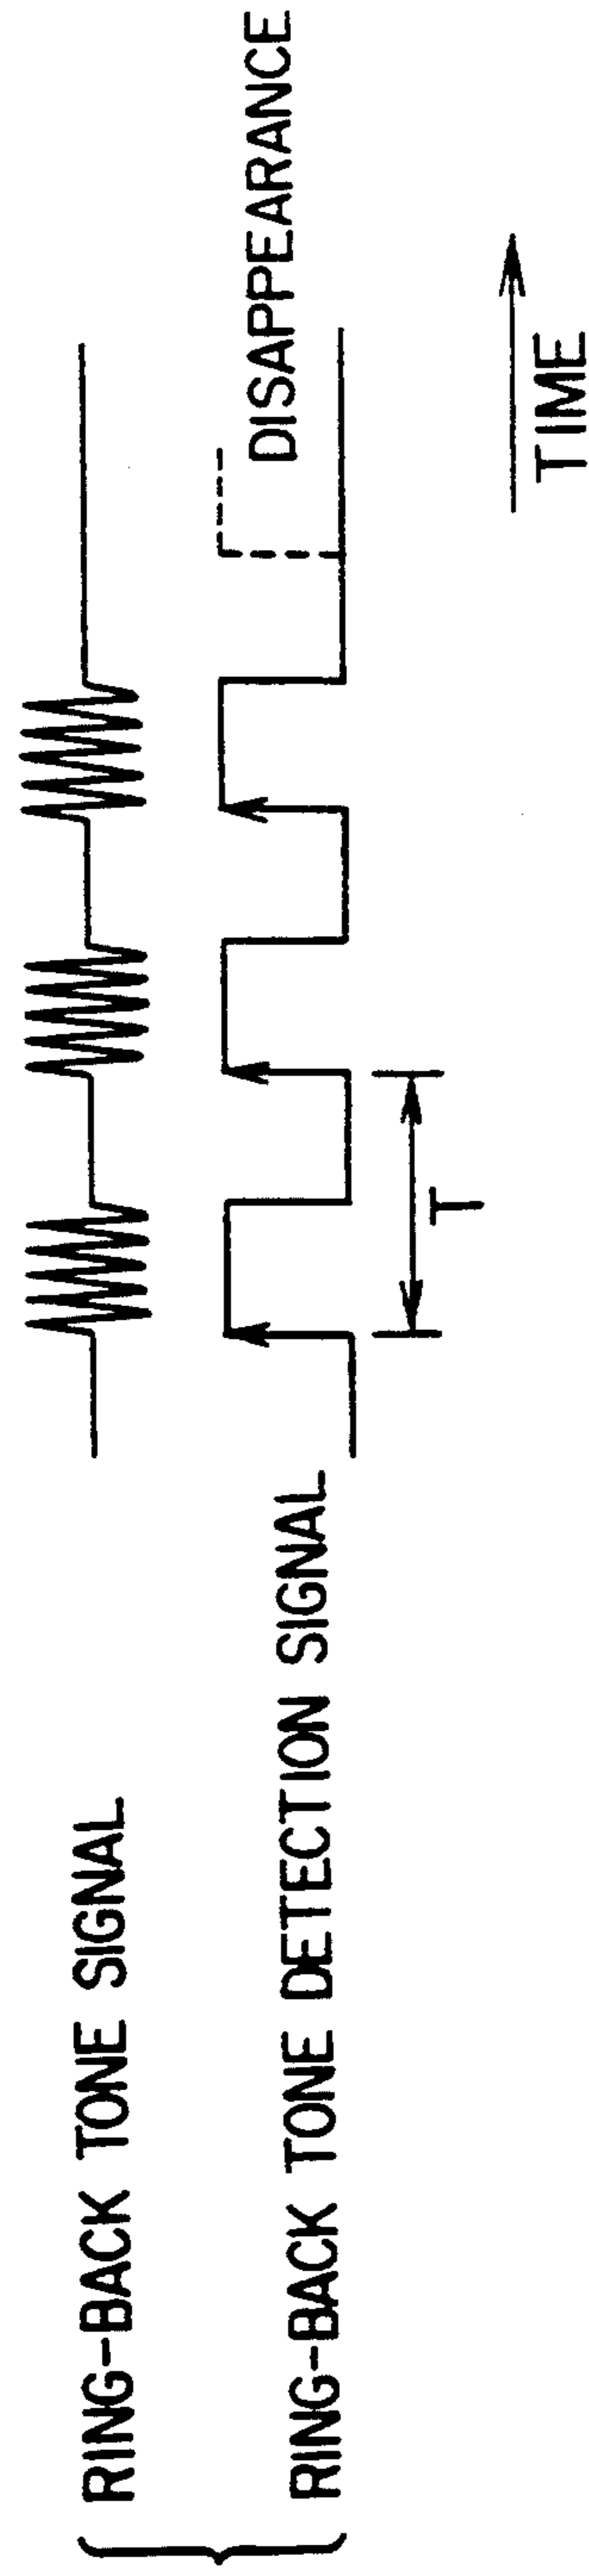 RING-BACK TONE SIGNAL
RING-BACK TONE DETECTION SIGNAL
DISAPPEARANCE
T
TIME